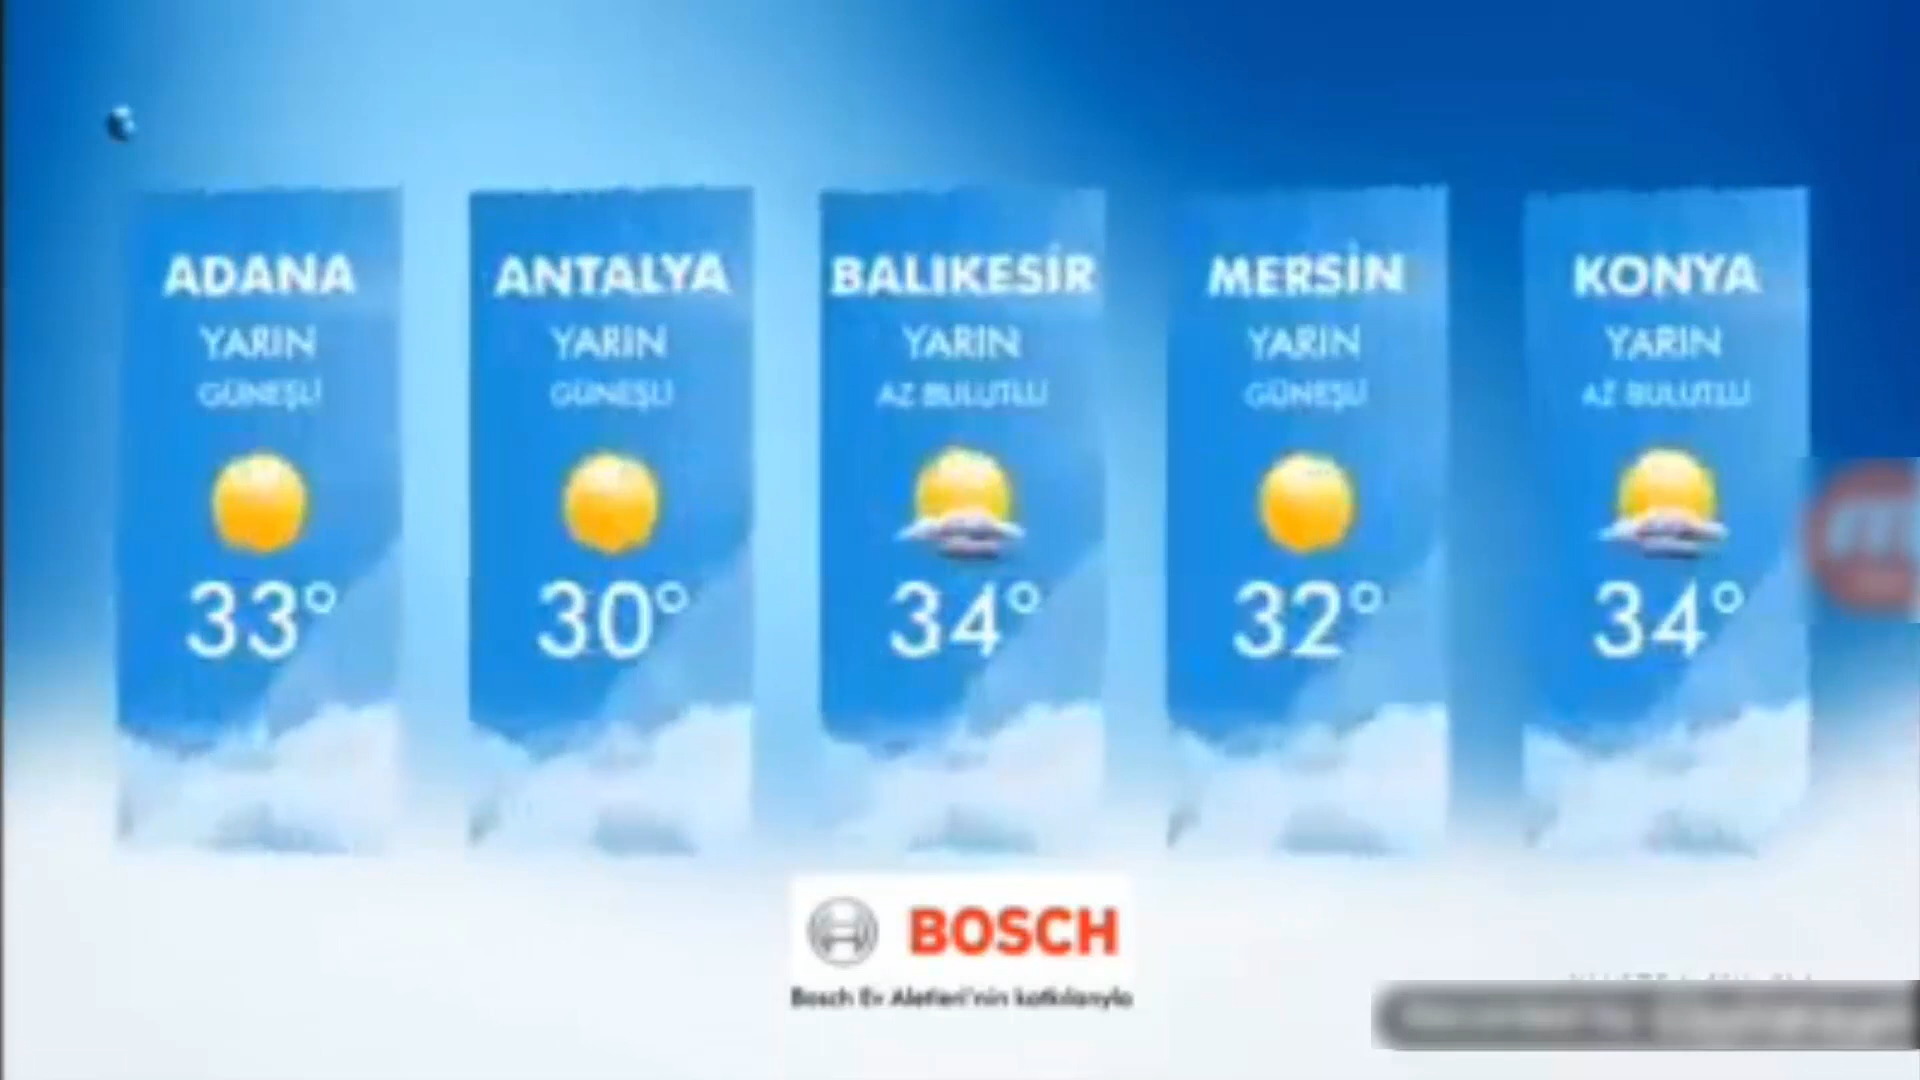 ADANA
YARIN
GÜNEŞLİ
33°
ANTALYA
YARIN
GÜNEŞLİ
30°
BALIKESİR
YARIN
AZ BULUTLU
34°
MERSİN
YARIN
GÜNEŞLİ
32°
KONYA
YARIN
AZ BULUTLU
34°
BOSCH
Bosch Ev Aletleri'nin katkılarıyla